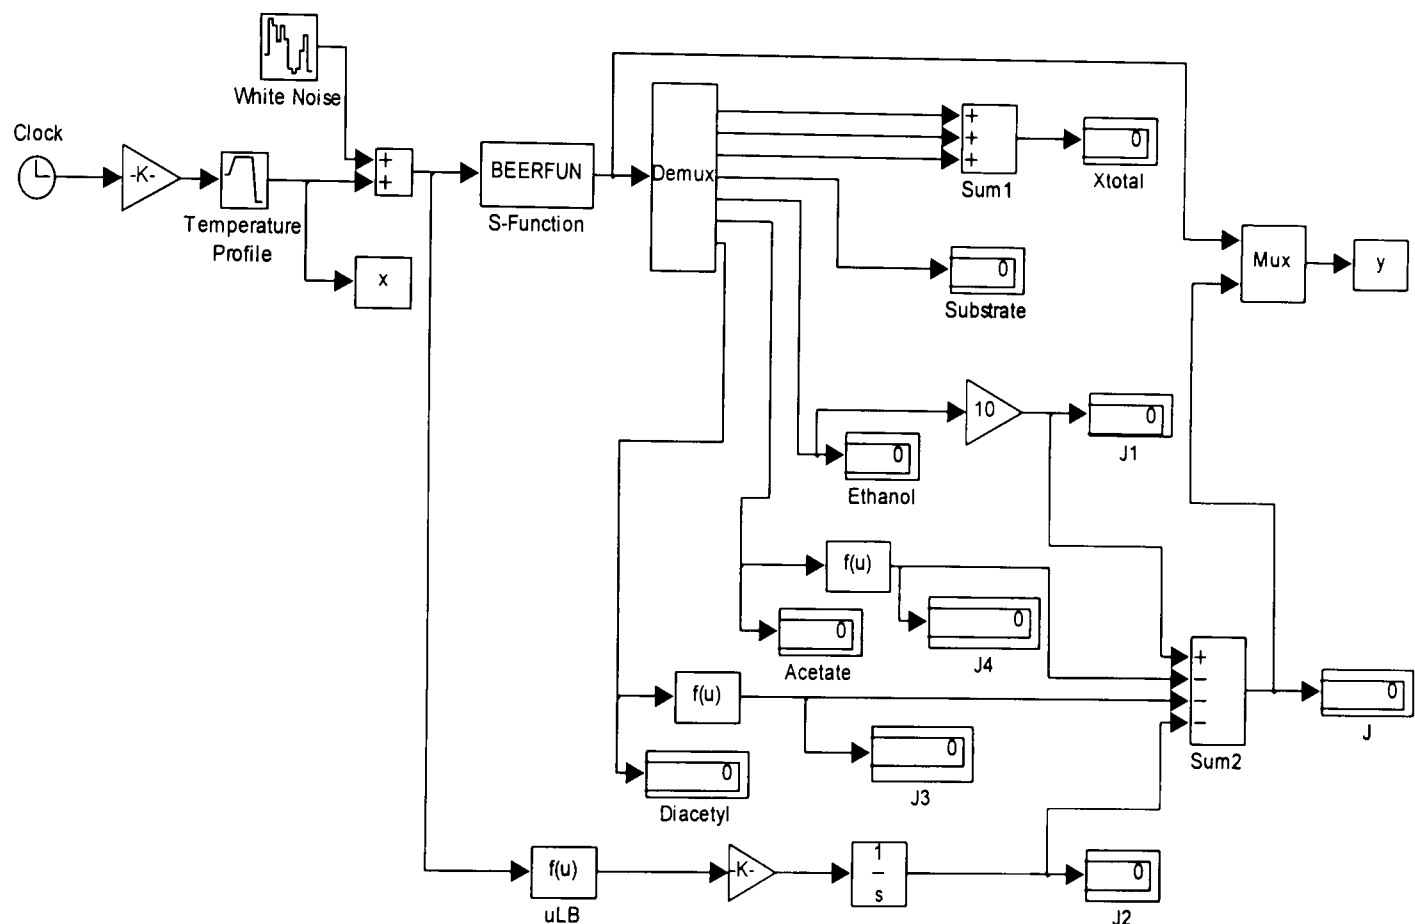 White Noise
Clock
-K-
Temperature
Profile
+
+
x
BEERFUN
S-Function
Demux
+
+
+
Sum1
0
Xtotal
0
Substrate
Mux
y
10
0
J1
0
Ethanol
f(u)
0
Acetate
0
J4
f(u)
0
Diacetyl
0
J3
+
−
−
−
Sum2
0
J
f(u)
uLB
-K-
1
s
0
J2